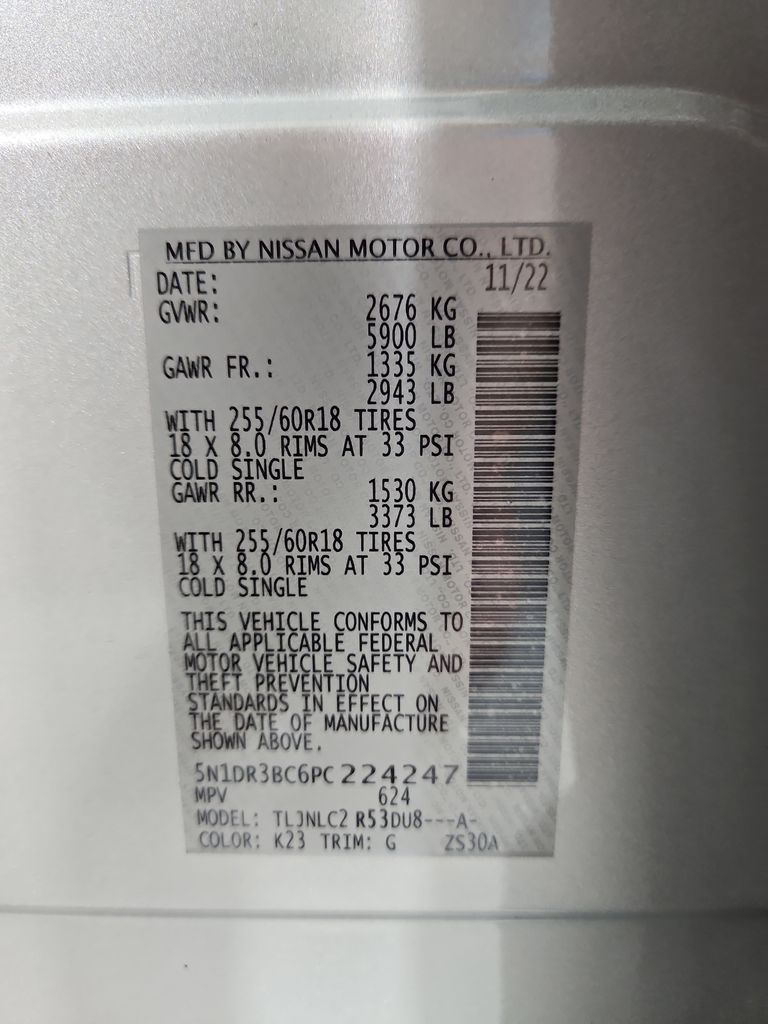 MFD BY NISSAN MOTOR CO., LTD.
DATE: 11/22
GVWR: 2676 KG
5900 LB
GAWR FR.: 1335 KG
2943 LB
WITH 255/60R18 TIRES
18 X 8.0 RIMS AT 33 PSI
COLD SINGLE
GAWR RR.: 1530 KG
3373 LB
WITH 255/60R18 TIRES
18 X 8.0 RIMS AT 33 PSI
COLD SINGLE
THIS VEHICLE CONFORMS TO
ALL APPLICABLE FEDERAL
MOTOR VEHICLE SAFETY AND
THEFT PREVENTION
STANDARDS IN EFFECT ON
THE DATE OF MANUFACTURE
SHOWN ABOVE.
5N1DR3BC6PC224247
MPV 624
MODEL: TLJNLC2 R53DU8---A-
COLOR: K23 TRIM: G ZS30A